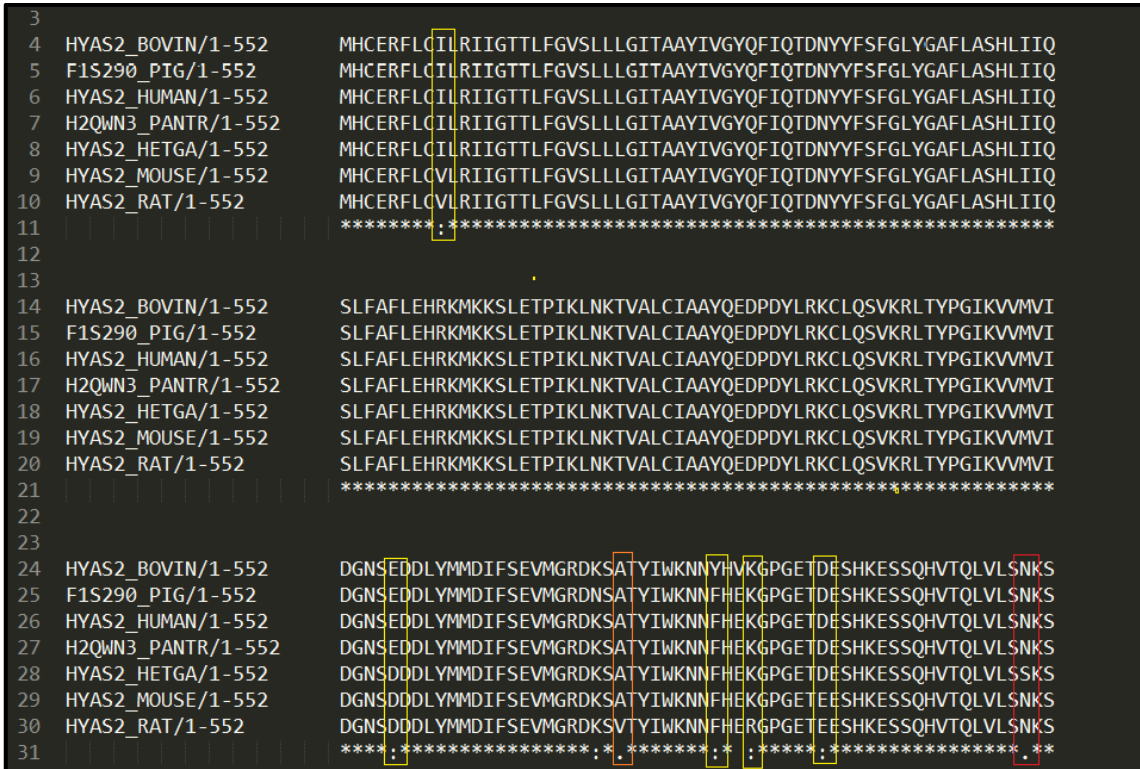 3
4 HYAS2_BOVIN/1-552 MHCERFLCILRIIGTTLFGVSLLLGITAAYIVGYQFIQTDNYYFSFGLYGAFLASHLIIQ
5 F1S290_PIG/1-552 MHCERFLCILRIIGTTLFGVSLLLGITAAYIVGYQFIQTDNYYFSFGLYGAFLASHLIIQ
6 HYAS2_HUMAN/1-552 MHCERFLCILRIIGTTLFGVSLLLGITAAYIVGYQFIQTDNYYFSFGLYGAFLASHLIIQ
7 H2QWN3_PANTR/1-552 MHCERFLCILRIIGTTLFGVSLLLGITAAYIVGYQFIQTDNYYFSFGLYGAFLASHLIIQ
8 HYAS2_HETGA/1-552 MHCERFLCILRIIGTTLFGVSLLLGITAAYIVGYQFIQTDNYYFSFGLYGAFLASHLIIQ
9 HYAS2_MOUSE/1-552 MHCERFLCVLRIIGTTLFGVSLLLGITAAYIVGYQFIQTDNYYFSFGLYGAFLASHLIIQ
10 HYAS2_RAT/1-552 MHCERFLCVLRIIGTTLFGVSLLLGITAAYIVGYQFIQTDNYYFSFGLYGAFLASHLIIQ
11 ********:***************************************************
12
13
14 HYAS2_BOVIN/1-552 SLFAFLEHRKMKKSLETPIKLNKTVALCIAAYQEDPDYLRKCLQSVKRLTYPGIKVVMVI
15 F1S290_PIG/1-552 SLFAFLEHRKMKKSLETPIKLNKTVALCIAAYQEDPDYLRKCLQSVKRLTYPGIKVVMVI
16 HYAS2_HUMAN/1-552 SLFAFLEHRKMKKSLETPIKLNKTVALCIAAYQEDPDYLRKCLQSVKRLTYPGIKVVMVI
17 H2QWN3_PANTR/1-552 SLFAFLEHRKMKKSLETPIKLNKTVALCIAAYQEDPDYLRKCLQSVKRLTYPGIKVVMVI
18 HYAS2_HETGA/1-552 SLFAFLEHRKMKKSLETPIKLNKTVALCIAAYQEDPDYLRKCLQSVKRLTYPGIKVVMVI
19 HYAS2_MOUSE/1-552 SLFAFLEHRKMKKSLETPIKLNKTVALCIAAYQEDPDYLRKCLQSVKRLTYPGIKVVMVI
20 HYAS2_RAT/1-552 SLFAFLEHRKMKKSLETPIKLNKTVALCIAAYQEDPDYLRKCLQSVKRLTYPGIKVVMVI
21 ************************************************************
22
23
24 HYAS2_BOVIN/1-552 DGNSEDDLYMMDIFSEVMGRDKSATYIWKNNYHVKGPGETDESHKESSQHVTQLVLSNKS
25 F1S290_PIG/1-552 DGNSEDDLYMMDIFSEVMGRDKSATYIWKNNFHEKGPGETDESHKESSQHVTQLVLSNKS
26 HYAS2_HUMAN/1-552 DGNSEDDLYMMDIFSEVMGRDKSATYIWKNNFHEKGPGETDESHKESSQHVTQLVLSNKS
27 H2QWN3_PANTR/1-552 DGNSEDDLYMMDIFSEVMGRDKSATYIWKNNFHEKGPGETDESHKESSQHVTQLVLSNKS
28 HYAS2_HETGA/1-552 DGNSDDDLYMMDIFSEVMGRDKSATYIWKNNFHEKGPGETDESHKESSQHVTQLVLSSKS
29 HYAS2_MOUSE/1-552 DGNSDDDLYMMDIFSEVMGRDKSATYIWKNNFHEKGPGETEESHKESSQHVTQLVLSNKS
30 HYAS2_RAT/1-552 DGNSDDDLYMMDIFSEVMGRDKSVTYIWKNNFHERGPGETEESHKESSQHVTQLVLSNKS
31 ****:****************:*.*******:* :*****:****************.**